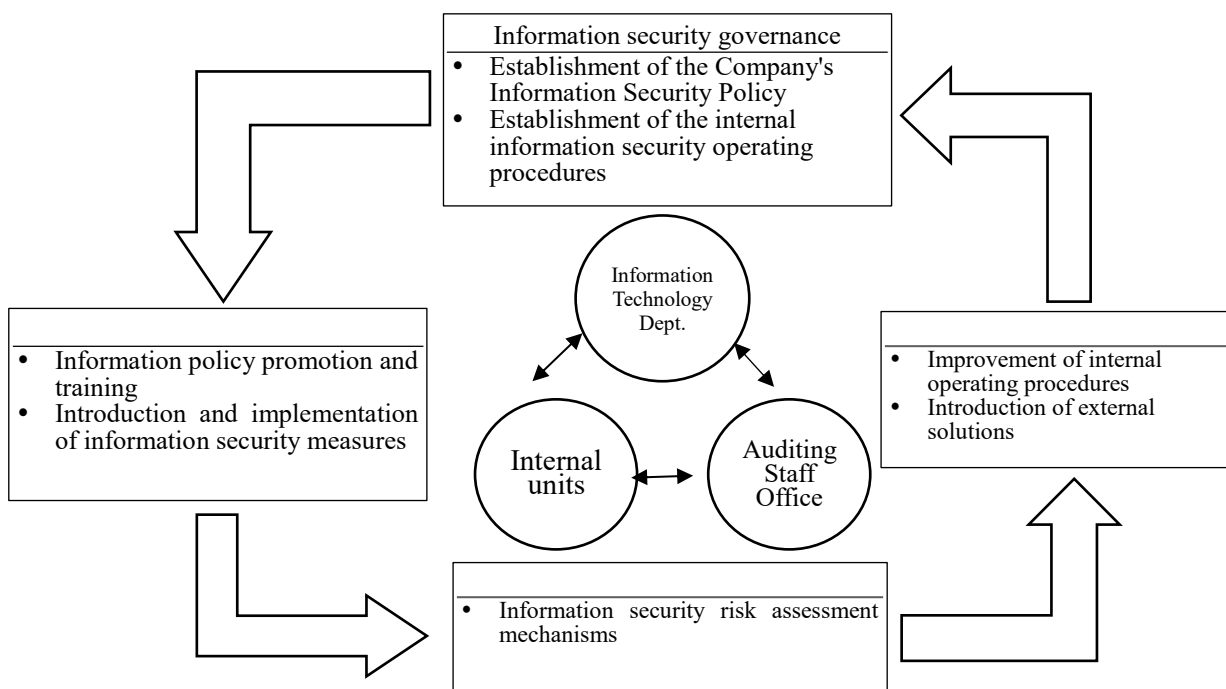 Information security governance
• Establishment of the Company's
Information Security Policy
• Establishment of the internal
information security operating
procedures
Information
Technology
Dept.
• Information policy promotion and
training
• Introduction and implementation
of information security measures
• Improvement of internal
operating procedures
• Introduction of external
solutions
Internal
units
Auditing
Staff
Office
• Information security risk assessment
mechanisms